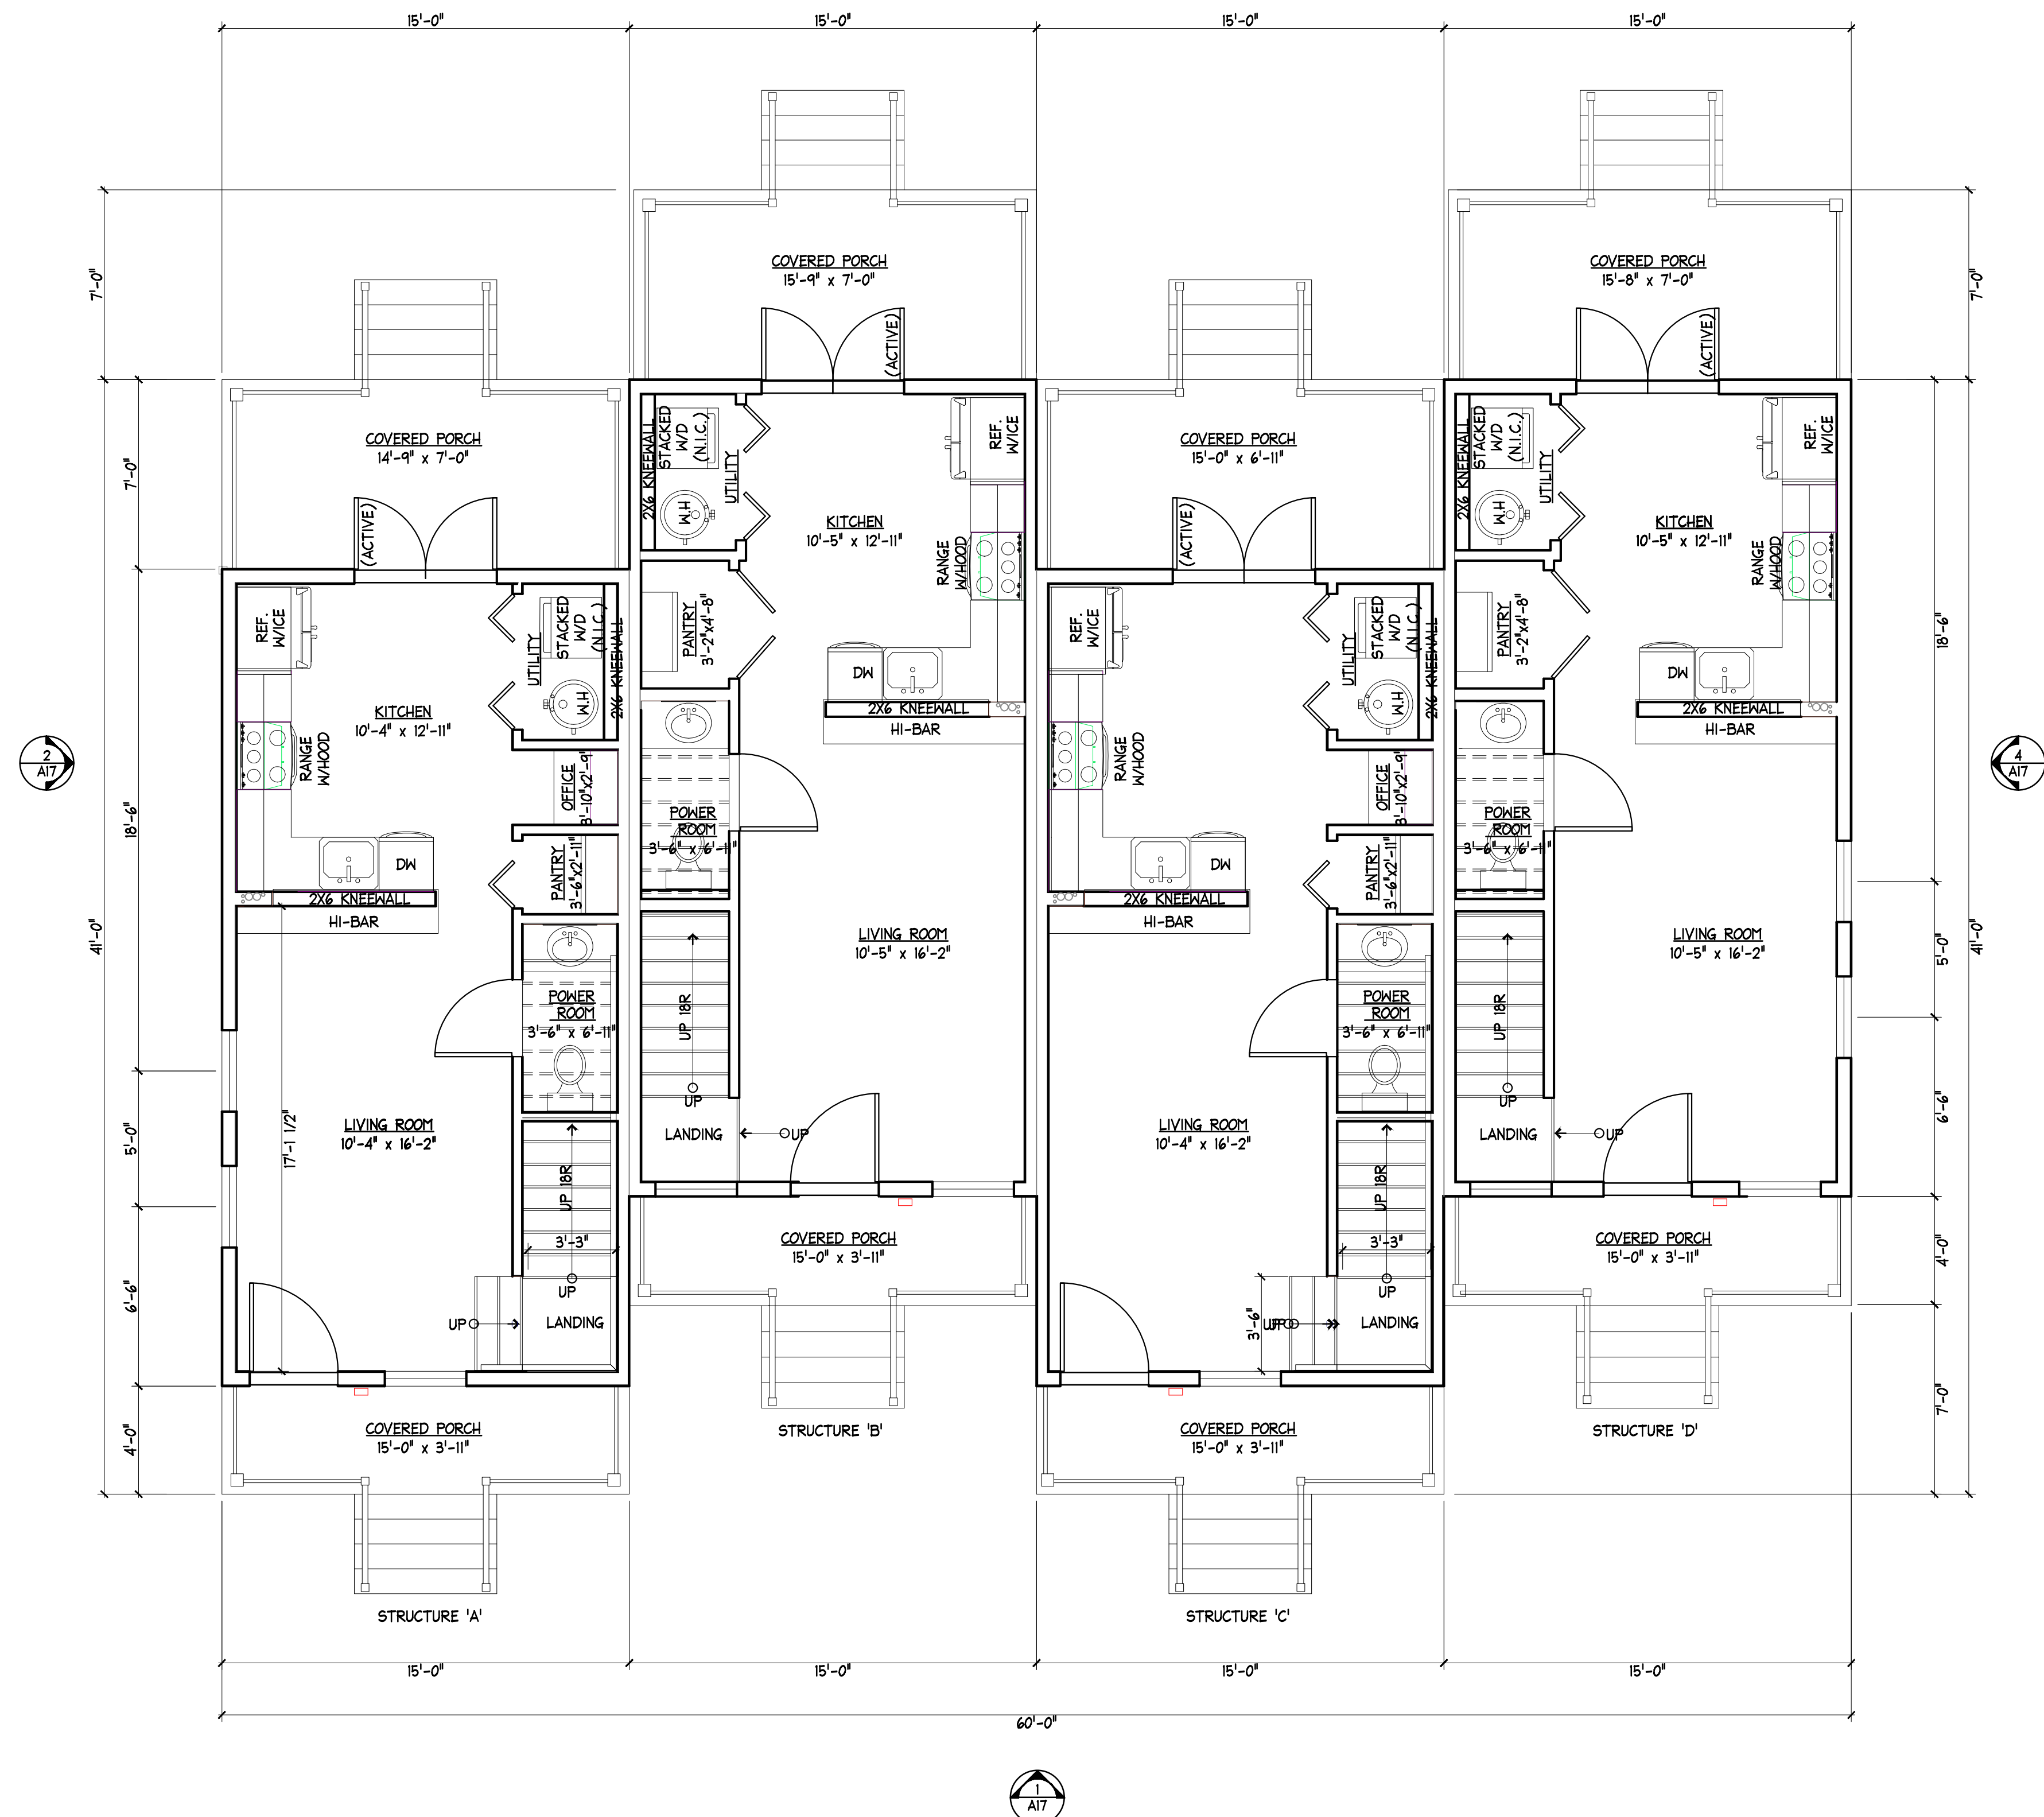 15'-0"
15'-0"
15'-0"
15'-0"
7'-0"
7'-0"
41'-0"
18'-6"
5'-0"
6'-6"
4'-0"
2
A17
COVERED PORCH
14'-9" x 7'-0"
(ACTIVE)
REF.
W/ICE
KITCHEN
10'-4" x 12'-11"
RANGE
W/HOOD
UTILITY
STACKED
W/D
(N.I.C.)
W.H
2X6 KNEEWALL
OFFICE
3'-10"x2'-9"
PANTRY
3'-6"x2'-11"
DW
2X6 KNEEWALL
HI-BAR
POWER
ROOM
3'-6" x 6'-11"
17'-1 1/2"
LIVING ROOM
10'-4" x 16'-2"
UP 18R
3'-3"
UP
UP
LANDING
COVERED PORCH
15'-0" x 3'-11"
STRUCTURE 'A'
COVERED PORCH
15'-9" x 7'-0"
(ACTIVE)
2X6 KNEEWALL
STACKED
W/D
(N.I.C.)
UTILITY
W.H
REF.
W/ICE
KITCHEN
10'-5" x 12'-11"
RANGE
W/HOOD
PANTRY
3'-2"x4'-8"
DW
2X6 KNEEWALL
HI-BAR
POWER
ROOM
3'-6" x 6'-11"
LIVING ROOM
10'-5" x 16'-2"
UP 18R
UP
LANDING
UP
COVERED PORCH
15'-0" x 3'-11"
STRUCTURE 'B'
COVERED PORCH
15'-0" x 6'-11"
(ACTIVE)
REF.
W/ICE
RANGE
W/HOOD
UTILITY
STACKED
W/D
(N.I.C.)
W.H
2X6 KNEEWALL
OFFICE
3'-10"x2'-9"
PANTRY
3'-6"x2'-11"
DW
2X6 KNEEWALL
HI-BAR
POWER
ROOM
3'-6" x 6'-11"
LIVING ROOM
10'-4" x 16'-2"
UP 18R
3'-3"
UP
3'-6"
UP
LANDING
COVERED PORCH
15'-0" x 3'-11"
STRUCTURE 'C'
COVERED PORCH
15'-8" x 7'-0"
(ACTIVE)
2X6 KNEEWALL
STACKED
W/D
(N.I.C.)
UTILITY
W.H
REF.
W/ICE
KITCHEN
10'-5" x 12'-11"
RANGE
W/HOOD
PANTRY
3'-2"x4'-8"
DW
2X6 KNEEWALL
HI-BAR
POWER
ROOM
3'-6" x 6'-11"
LIVING ROOM
10'-5" x 16'-2"
UP 18R
UP
LANDING
UP
COVERED PORCH
15'-0" x 3'-11"
STRUCTURE 'D'
7'-0"
18'-6"
41'-0"
5'-0"
6'-6"
4'-0"
7'-0"
4
A17
15'-0"
15'-0"
15'-0"
15'-0"
60'-0"
1
A17